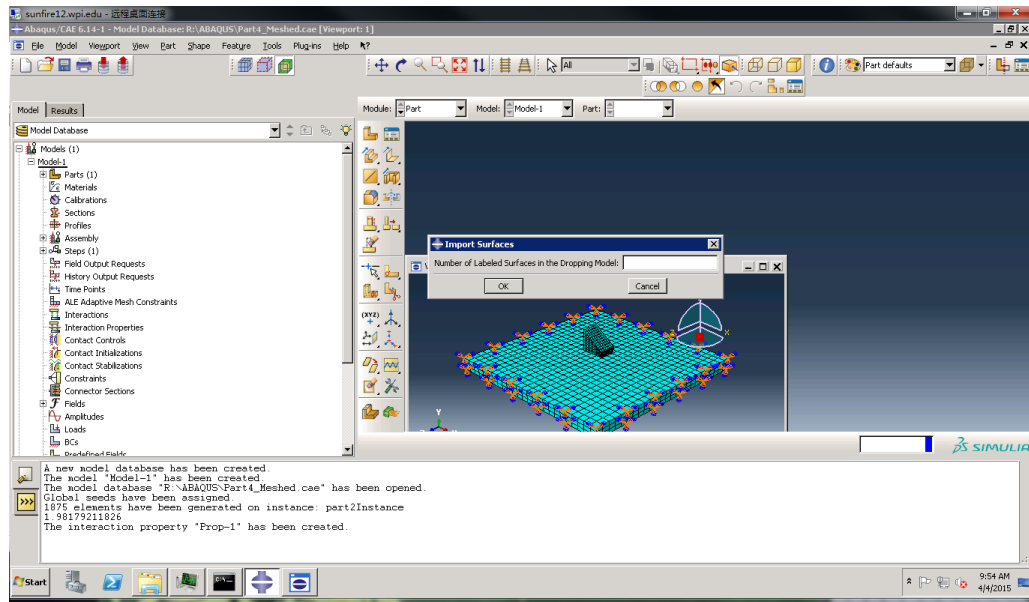 sunfire12.wpi.edu - 远程桌面连接
Abaqus/CAE 6.14-1 - Model Database: R:\ABAQUS\Part4_Meshed.cae [Viewport: 1]
File Model Viewport View Part Shape Feature Tools Plug-ins Help
All
Part defaults
Model Results
Module: Part Model: Model-1 Part:
Model Database
Models (1)
Model-1
Parts (1)
Materials
Calibrations
Sections
Profiles
Assembly
Steps (1)
Field Output Requests
History Output Requests
Time Points
ALE Adaptive Mesh Constraints
Interactions
Interaction Properties
Contact Controls
Contact Initializations
Contact Stabilizations
Constraints
Connector Sections
Fields
Amplitudes
Loads
BCs
Predefined Fields
(XYZ)
Import Surfaces
Number of Labeled Surfaces in the Dropping Model:
OK Cancel
X
Y
SIMULIA
A new model database has been created.
The model "Model-1" has been created.
The model database "R:\ABAQUS\Part4_Meshed.cae" has been opened.
Global seeds have been assigned.
1875 elements have been generated on instance: part2Instance
1.98179211826
The interaction property "Prop-1" has been created.
Start
9:54 AM
4/4/2015